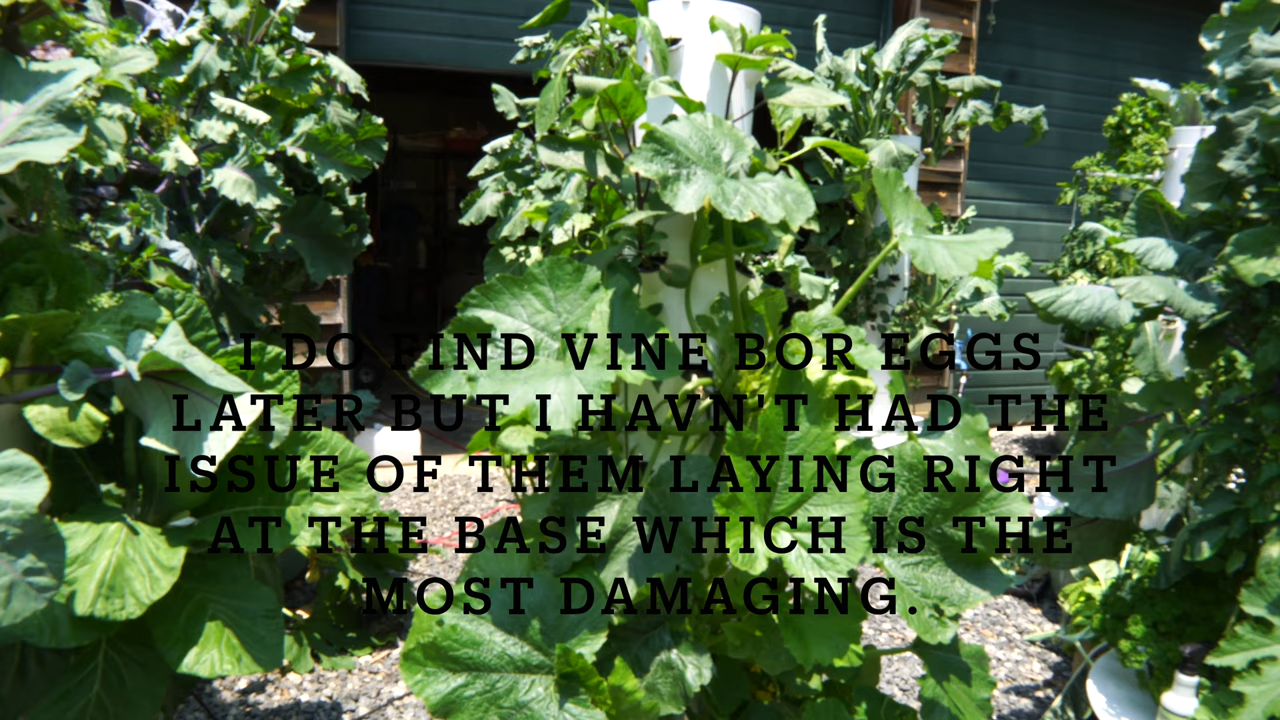 I DO FIND VINE BOR EGGS
LATER BUT I HAVN'T HAD THE
ISSUE OF THEM LAYING RIGHT
AT THE BASE WHICH IS THE
MOST DAMAGING.